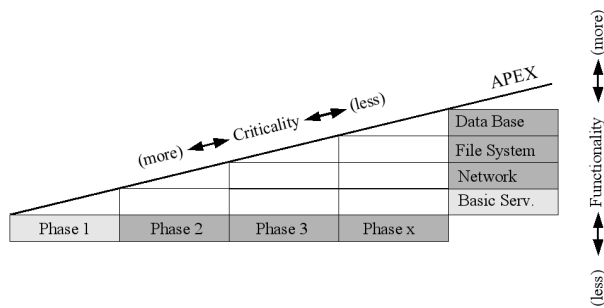 (more)
APEX
(less)
Criticality
(more)
Data Base
File System
Network
Basic Serv.
Functionality
Phase 1
Phase 2
Phase 3
Phase x
(less)